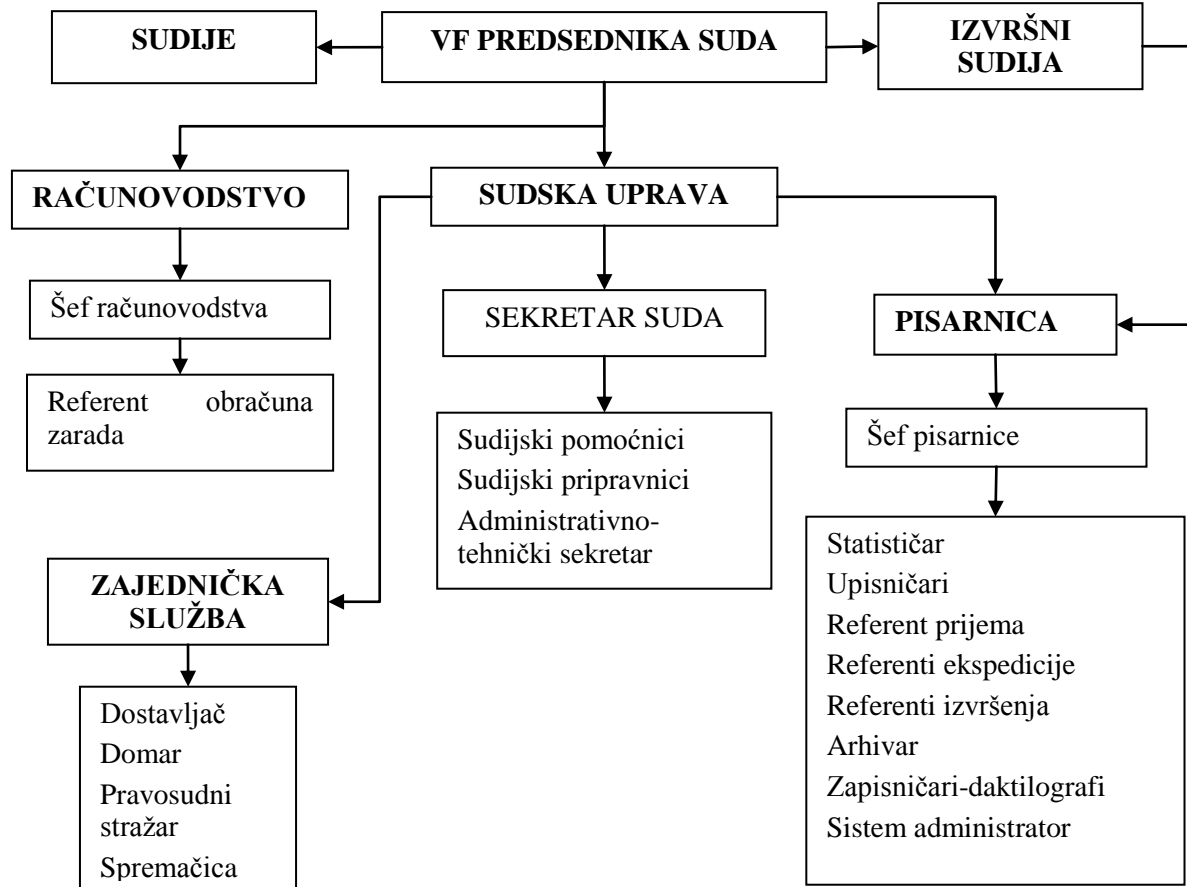 SUDIJE
VF PREDSEDNIKA SUDA
IZVRŠNI
SUDIJA
RAČUNOVODSTVO
SUDSKA UPRAVA
Šef računovodstva
SEKRETAR SUDA
PISARNICA
Referent obračuna
zarada
Sudijski pomoćnici
Sudijski pripravnici
Administrativno-
tehnički sekretar
Šef pisarnice
ZAJEDNIČKA
SLUŽBA
Statističar
Upisničari
Referent prijema
Referenti ekspedicije
Referenti izvršenja
Arhivar
Zapisničari-daktilografi
Sistem administrator
Dostavljač
Domar
Pravosudni
stražar
Spremačica